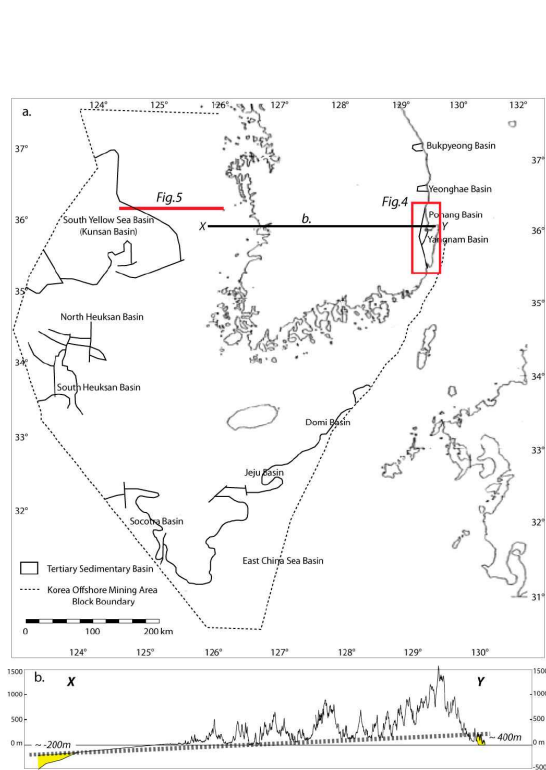 a.
124° 125° 126° 127° 128° 129° 130° 132°
37° 37°
Bukpyeong Basin
Yeonghae Basin
Fig.5 Fig.4
36° 36°
South Yellow Sea Basin
(Kunsan Basin)
X b. Y
Pohang Basin
Yangnam Basin
35° 35°
North Heuksan Basin
34° 34°
South Heuksan Basin
33° 33°
Domi Basin
Jeju Basin
32° 32°
Socotra Basin
East China Sea Basin
Tertiary Sedimentary Basin
31°
Korea Offshore Mining Area
Block Boundary
0 100 200 km
124° 125° 126° 127° 128° 129° 130°
b. X Y
1500 1500
1000 1000
500 500
0 m 0 m
~ -200m ~ 400m
-500